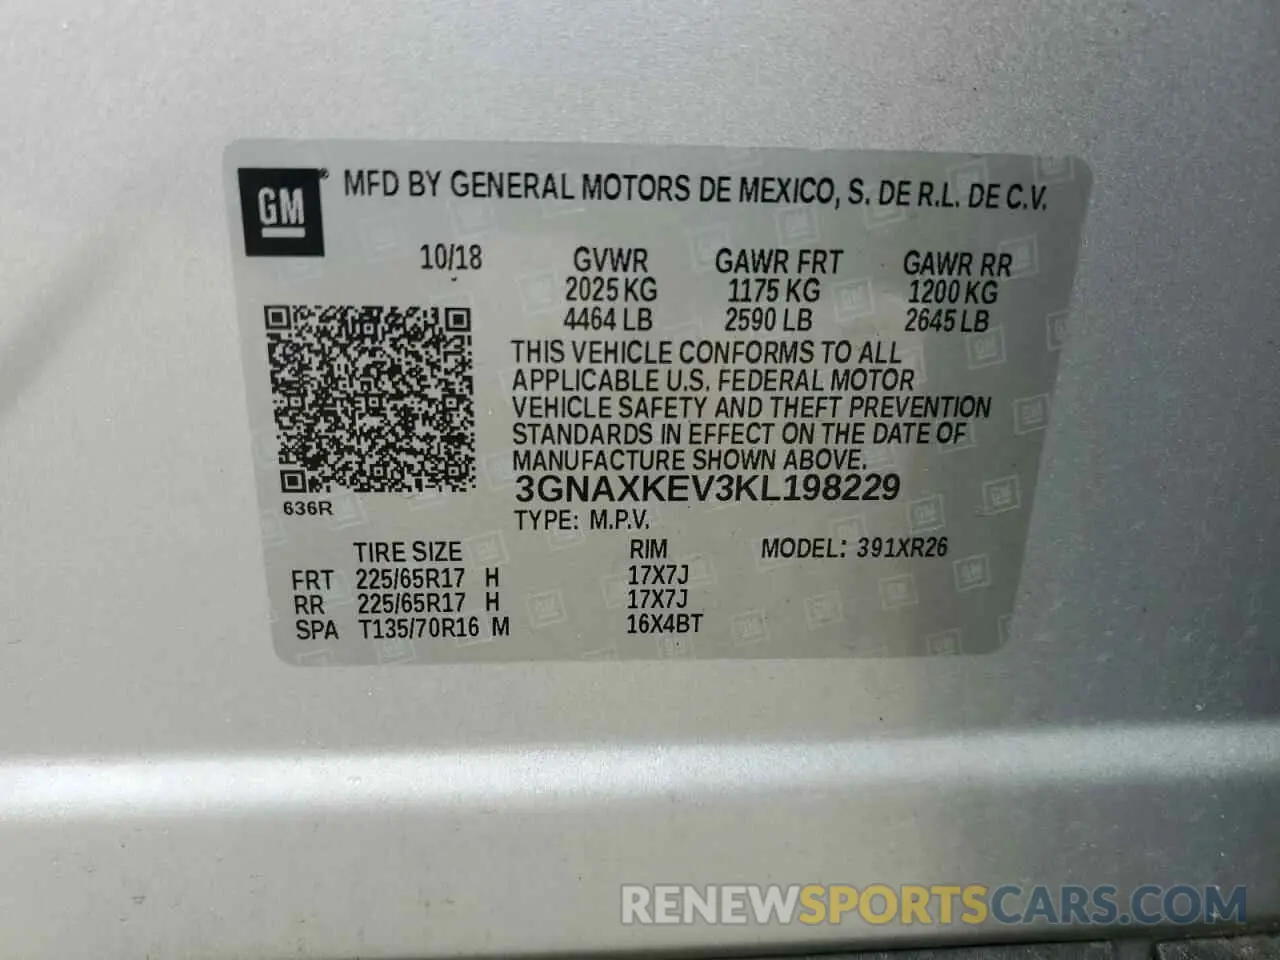 GM® MFD BY GENERAL MOTORS DE MEXICO, S. DE R.L. DE C.V.
10/18 GVWR GAWR FRT GAWR RR
2025 KG 1175 KG 1200 KG
4464 LB 2590 LB 2645 LB
THIS VEHICLE CONFORMS TO ALL
APPLICABLE U.S. FEDERAL MOTOR
VEHICLE SAFETY AND THEFT PREVENTION
STANDARDS IN EFFECT ON THE DATE OF
MANUFACTURE SHOWN ABOVE.
3GNAXKEV3KL198229
636R
TYPE: M.P.V.
TIRE SIZE RIM MODEL: 391XR26
FRT 225/65R17 H 17X7J
RR 225/65R17 H 17X7J
SPA T135/70R16 M 16X4BT
RENEWSPORTSCARS.COM